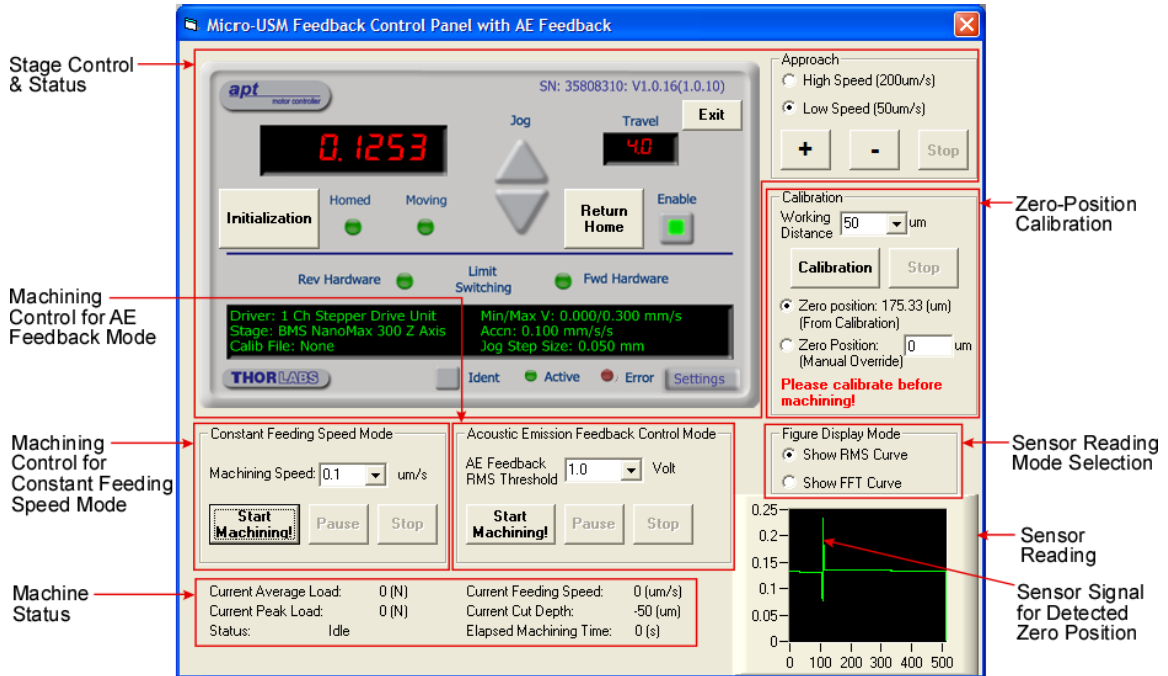 Micro-USM Feedback Control Panel with AE Feedback
Stage Control
& Status
apt
motor controller
SN: 35808310: V1.0.16(1.0.10)
Exit
Jog
Travel
0.1253
4.0
Initialization
Homed
Moving
Return
Home
Enable
Rev Hardware
Limit
Switching
Fwd Hardware
Driver: 1 Ch Stepper Drive Unit
Stage: BMS NanoMax 300 Z Axis
Calib File: None
Min/Max V: 0.000/0.300 mm/s
Accn: 0.100 mm/s/s
Jog Step Size: 0.050 mm
THORLABS
Ident
Active
Error
Settings
Approach
High Speed (200um/s)
Low Speed (50um/s)
+
-
Stop
Calibration
Working
Distance
50
um
Calibration
Stop
Zero position: 175.33 (um)
(From Calibration)
Zero Position:
(Manual Override)
0
um
Please calibrate before
machining!
Zero-Position
Calibration
Machining
Control for AE
Feedback Mode
Machining
Control for
Constant Feeding
Speed Mode
Constant Feeding Speed Mode
Machining Speed:
0.1
um/s
Start
Machining!
Pause
Stop
Acoustic Emission Feedback Control Mode
AE Feedback
RMS Threshold
1.0
Volt
Start
Machining!
Pause
Stop
Figure Display Mode
Show RMS Curve
Show FFT Curve
Sensor Reading
Mode Selection
Machine
Status
Current Average Load: 0 (N)
Current Peak Load: 0 (N)
Status: Idle
Current Feeding Speed: 0 (um/s)
Current Cut Depth: -50 (um)
Elapsed Machining Time: 0 (s)
0.25
0.2
0.15
0.1
0.05
0
0 100 200 300 400 500
Sensor
Reading
Sensor Signal
for Detected
Zero Position